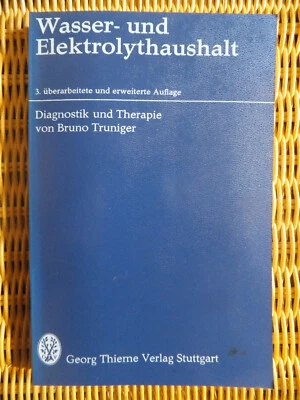 Wasser- und
Elektrolythaushalt
3. überarbeitete und erweiterte Auflage
Diagnostik und Therapie
von Bruno Truniger
Georg Thieme Verlag Stuttgart